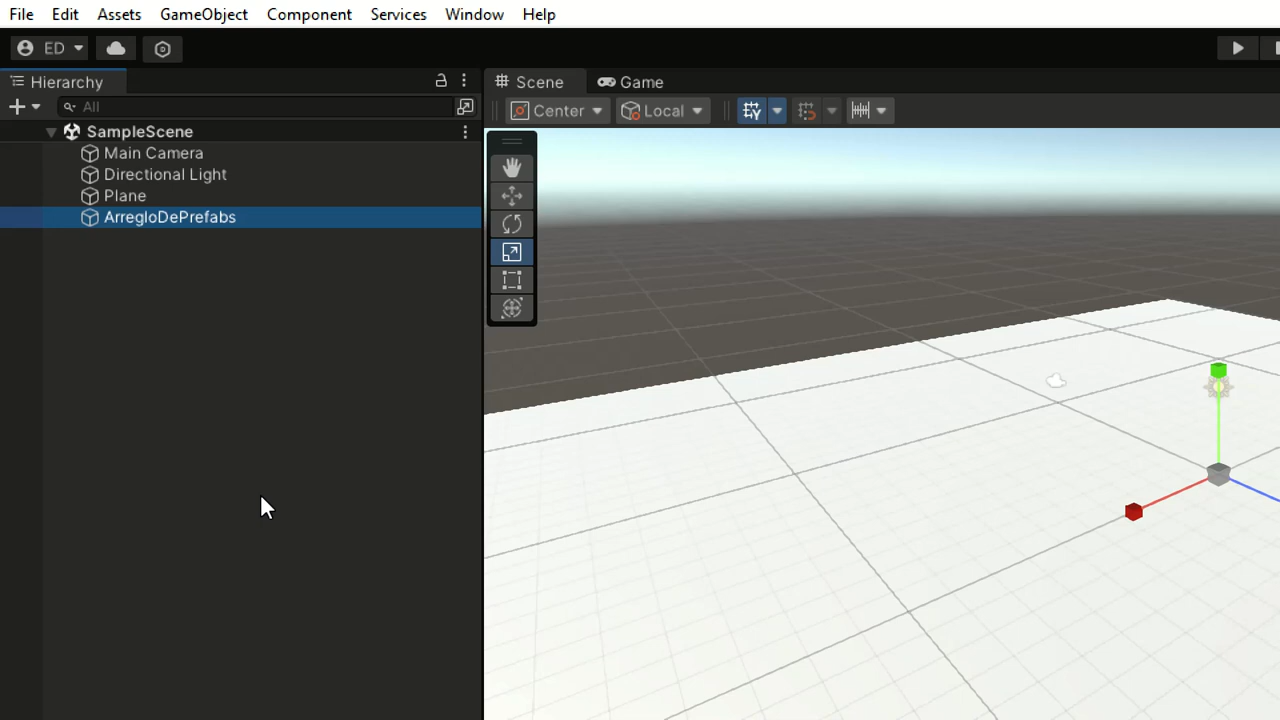 File Edit Assets GameObject Component Services Window Help
ED
Hierarchy
Scene Game
All
Center Local
SampleScene
Main Camera
Directional Light
Plane
ArregloDePrefabs